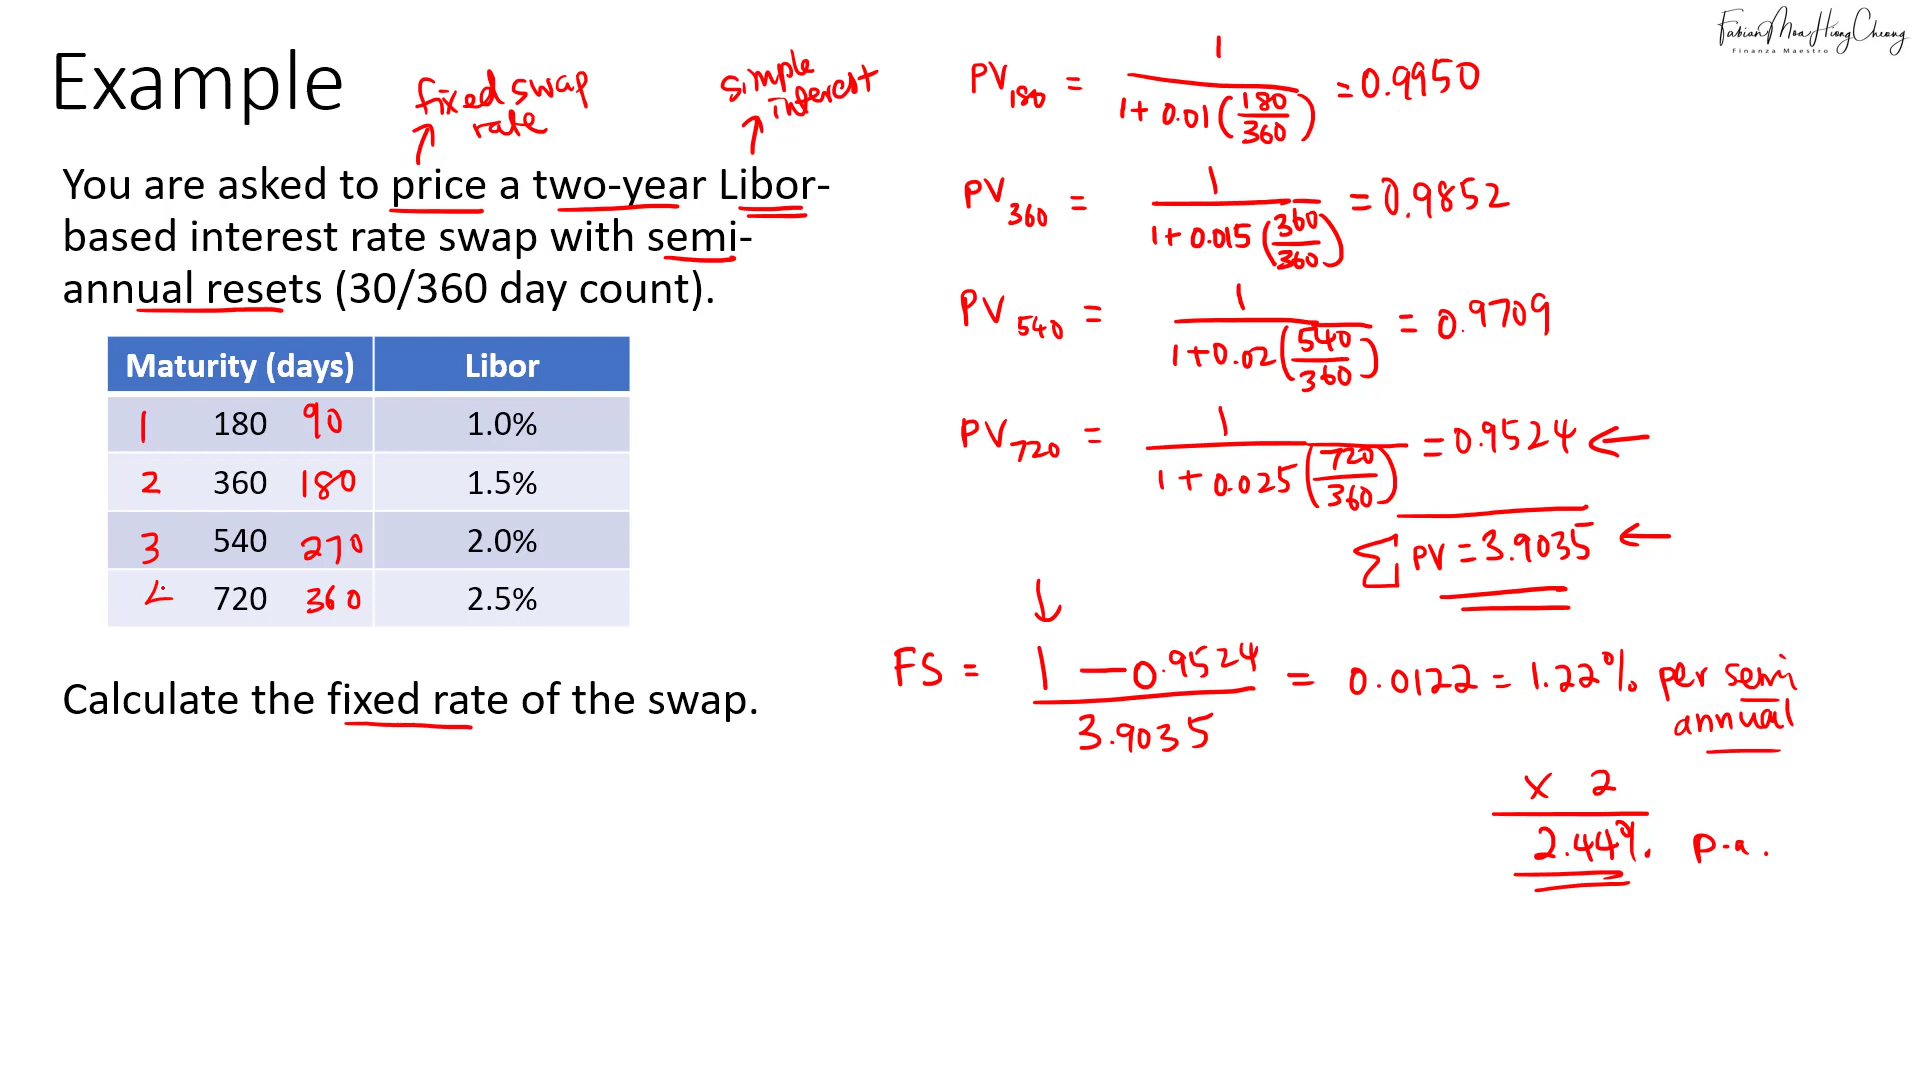 Fabian Moa Hiong Cheong
Finanza Maestro
Example
fixed swap
rate
simple
interest
You are asked to price a two-year Libor-
based interest rate swap with semi-
annual resets (30/360 day count).
Maturity (days) Libor
1 180 90 1.0%
2 360 180 1.5%
3 540 270 2.0%
4 720 360 2.5%
Calculate the fixed rate of the swap.
PV180 = 1 / 1 + 0.01 (180/360) = 0.9950
PV360 = 1 / 1 + 0.015 (360/360) = 0.9852
PV540 = 1 / 1 + 0.02 (540/360) = 0.9709
PV720 = 1 / 1 + 0.025 (720/360) = 0.9524 ←
∑ PV = 3.9035 ←
FS = 1 — 0.9524 / 3.9035 = 0.0122 = 1.22% per semi
annual
x 2
2.44% p.a.